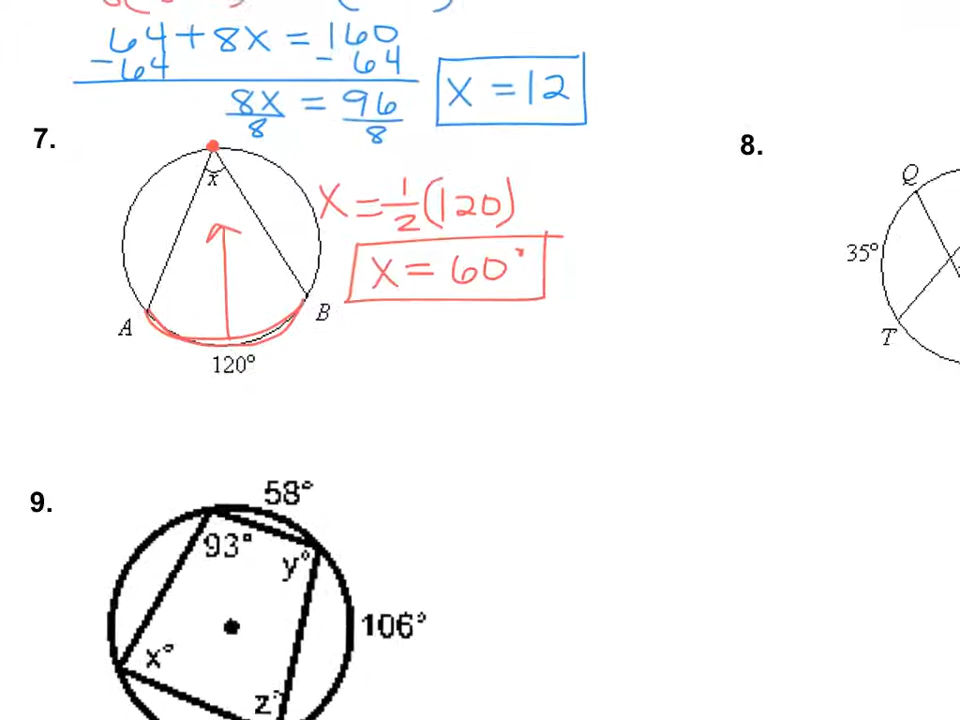 64 + 8x = 160
-64 - 64
8x = 96
8 8
x = 12
7.
x
A
B
120°
x = 1/2 (120)
x = 60°
8.
Q
35°
T
9.
58°
93°
y°
106°
x°
z°